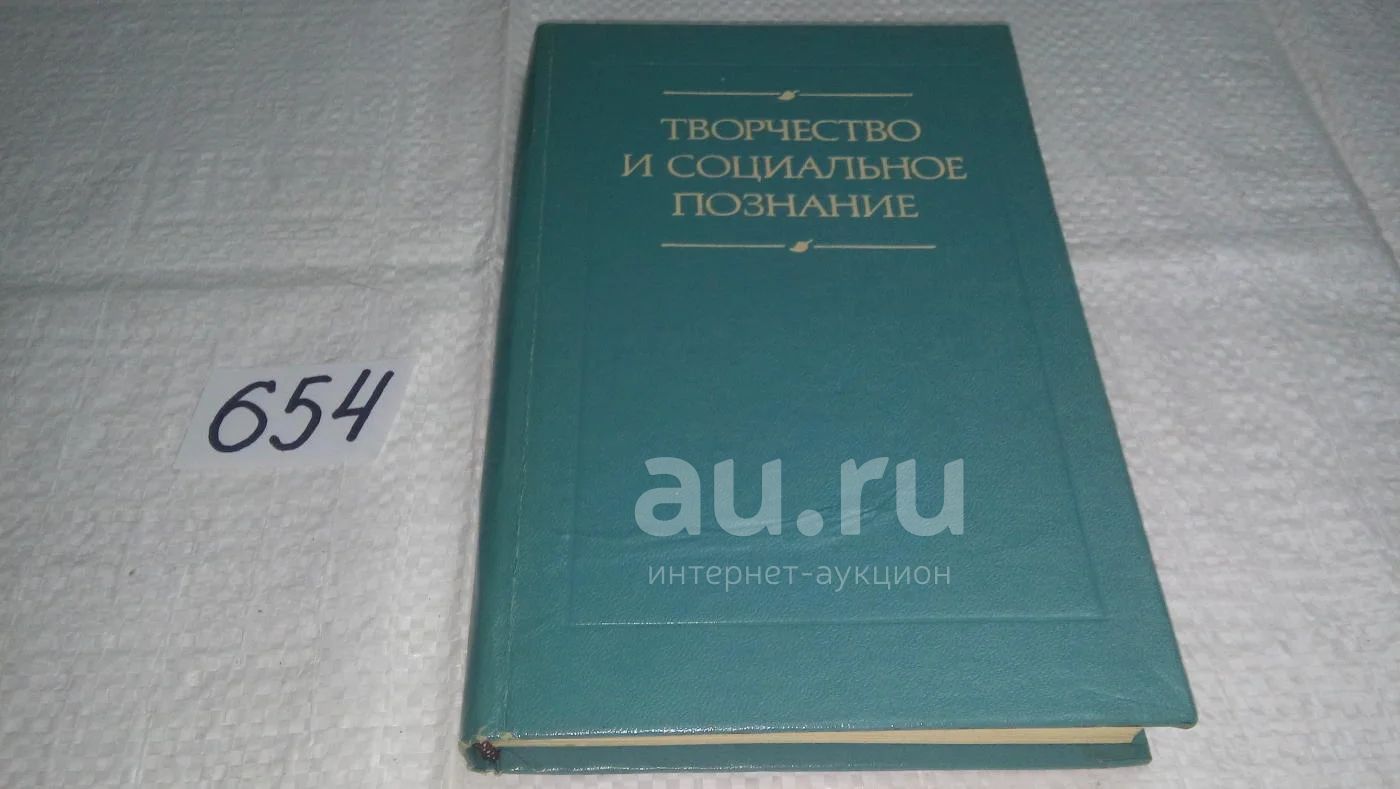 ТВОРЧЕСТВО
И СОЦИАЛЬНОЕ
ПОЗНАНИЕ
654
au.ru
интернет-аукцион